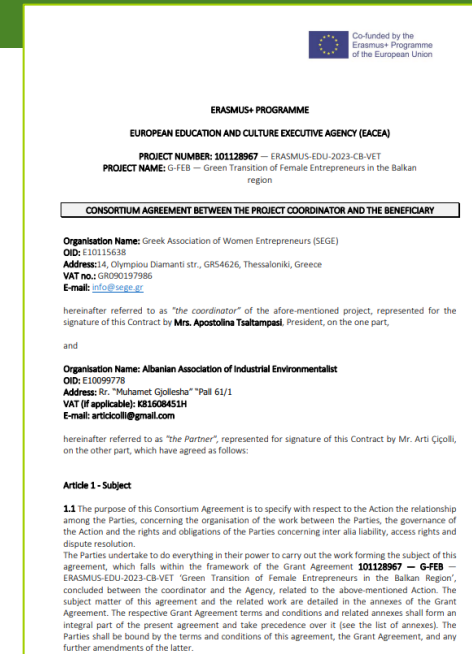 Co-funded by the
Erasmus+ Programme
of the European Union
ERASMUS+ PROGRAMME
EUROPEAN EDUCATION AND CULTURE EXECUTIVE AGENCY (EACEA)
PROJECT NUMBER: 101128967 — ERASMUS-EDU-2023-CB-VET
PROJECT NAME: G-FEB — Green Transition of Female Entrepreneurs in the Balkan
region
CONSORTIUM AGREEMENT BETWEEN THE PROJECT COORDINATOR AND THE BENEFICIARY
Organisation Name: Greek Association of Women Entrepreneurs (SEGE)
OID: E10115638
Address:14, Olympiou Diamanti str., GR54626, Thessaloniki, Greece
VAT no.: GR090197986
E-mail: info@sege.gr
hereinafter referred to as "the coordinator" of the afore-mentioned project, represented for the
signature of this Contract by Mrs. Apostolina Tsaltampasi, President, on the one part,
and
Organisation Name: Albanian Association of Industrial Environmentalist
OID: E10099778
Address: Rr. "Muhamet Gjollesha" "Pall 61/1
VAT (if applicable): K81608451H
E-mail: articicolli@gmail.com
hereinafter referred to as "the Partner", represented for signature of this Contract by Mr. Arti Çiçolli,
on the other part, which have agreed as follows:
Article 1 - Subject
1.1 The purpose of this Consortium Agreement is to specify with respect to the Action the relationship
among the Parties, concerning the organisation of the work between the Parties, the governance of
the Action and the rights and obligations of the Parties concerning inter alia liability, access rights and
dispute resolution.
The Parties undertake to do everything in their power to carry out the work forming the subject of this
agreement, which falls within the framework of the Grant Agreement 101128967 — G-FEB —
ERASMUS-EDU-2023-CB-VET ‘Green Transition of Female Entrepreneurs in the Balkan Region’,
concluded between the coordinator and the Agency, related to the above-mentioned Action. The
subject matter of this agreement and the related work are detailed in the annexes of the Grant
Agreement. The respective Grant Agreement terms and conditions and related annexes shall form an
integral part of the present agreement and take precedence over it (see the list of annexes). The
Parties shall be bound by the terms and conditions of this agreement, the Grant Agreement, and any
further amendments of the latter.